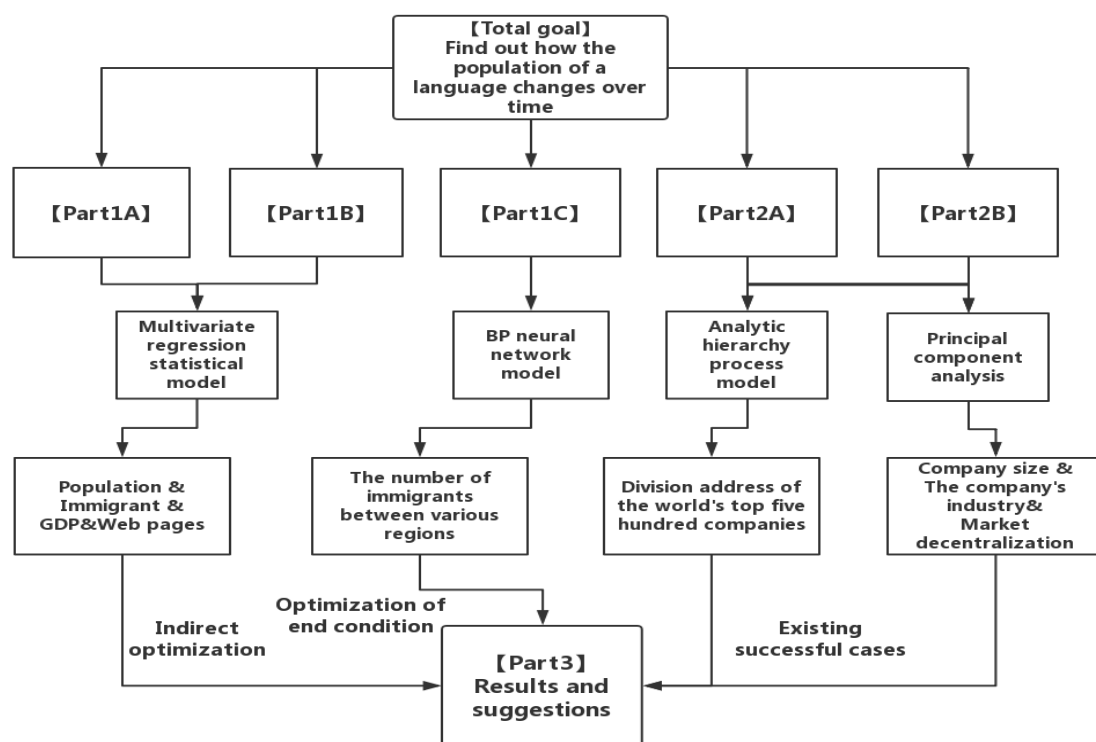 【Total goal】
Find out how the
population of a
language changes over
time
【Part1A】
【Part1B】
【Part1C】
【Part2A】
【Part2B】
Multivariate
regression
statistical
model
BP neural
network
model
Analytic
hierarchy
process
model
Principal
component
analysis
Population &
Immigrant &
GDP&Web pages
The number of
immigrants
between various
regions
Division address of
the world's top five
hundred companies
Company size &
The company's
industry&
Market
decentralization
Indirect
optimization
Optimization of
end condition
Existing
successful cases
【Part3】
Results and
suggestions